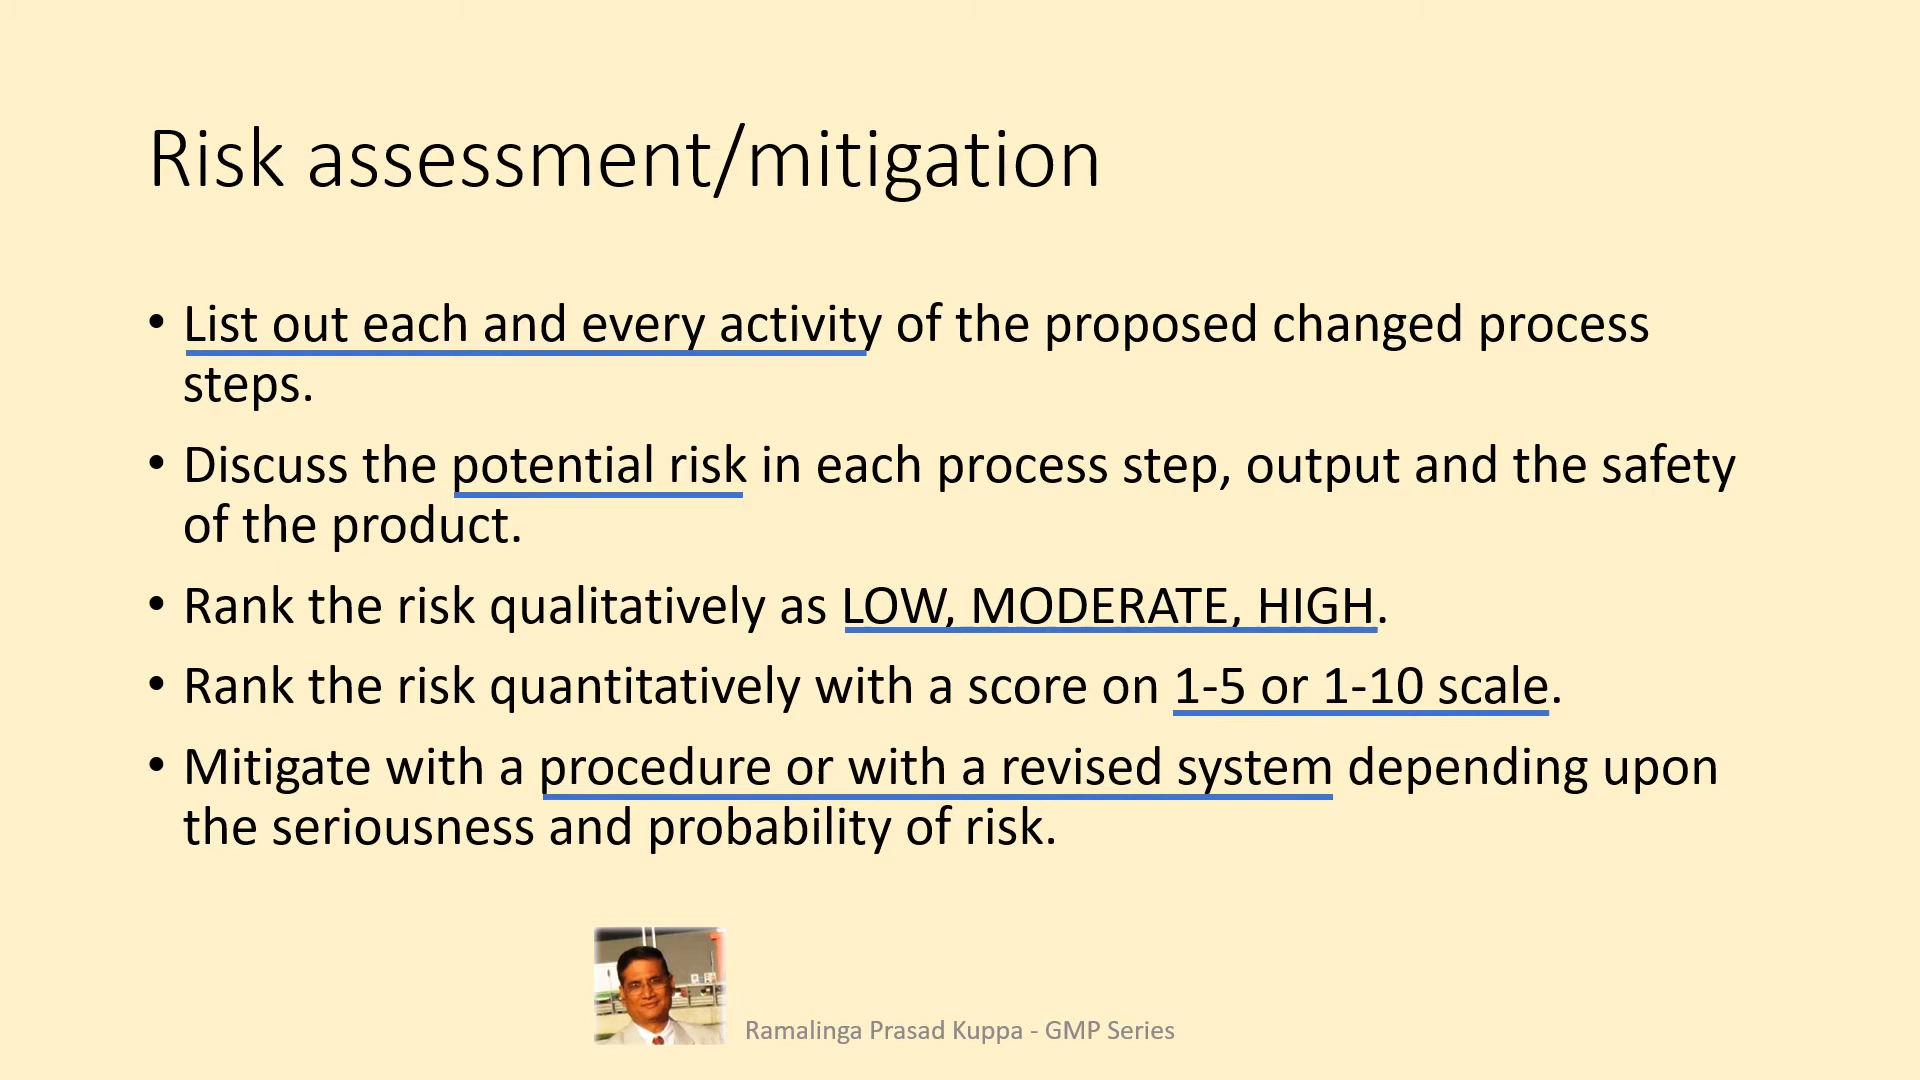 Risk assessment/mitigation
• List out each and every activity of the proposed changed process
steps.
• Discuss the potential risk in each process step, output and the safety
of the product.
• Rank the risk qualitatively as LOW, MODERATE, HIGH.
• Rank the risk quantitatively with a score on 1-5 or 1-10 scale.
• Mitigate with a procedure or with a revised system depending upon
the seriousness and probability of risk.
Ramalinga Prasad Kuppa - GMP Series